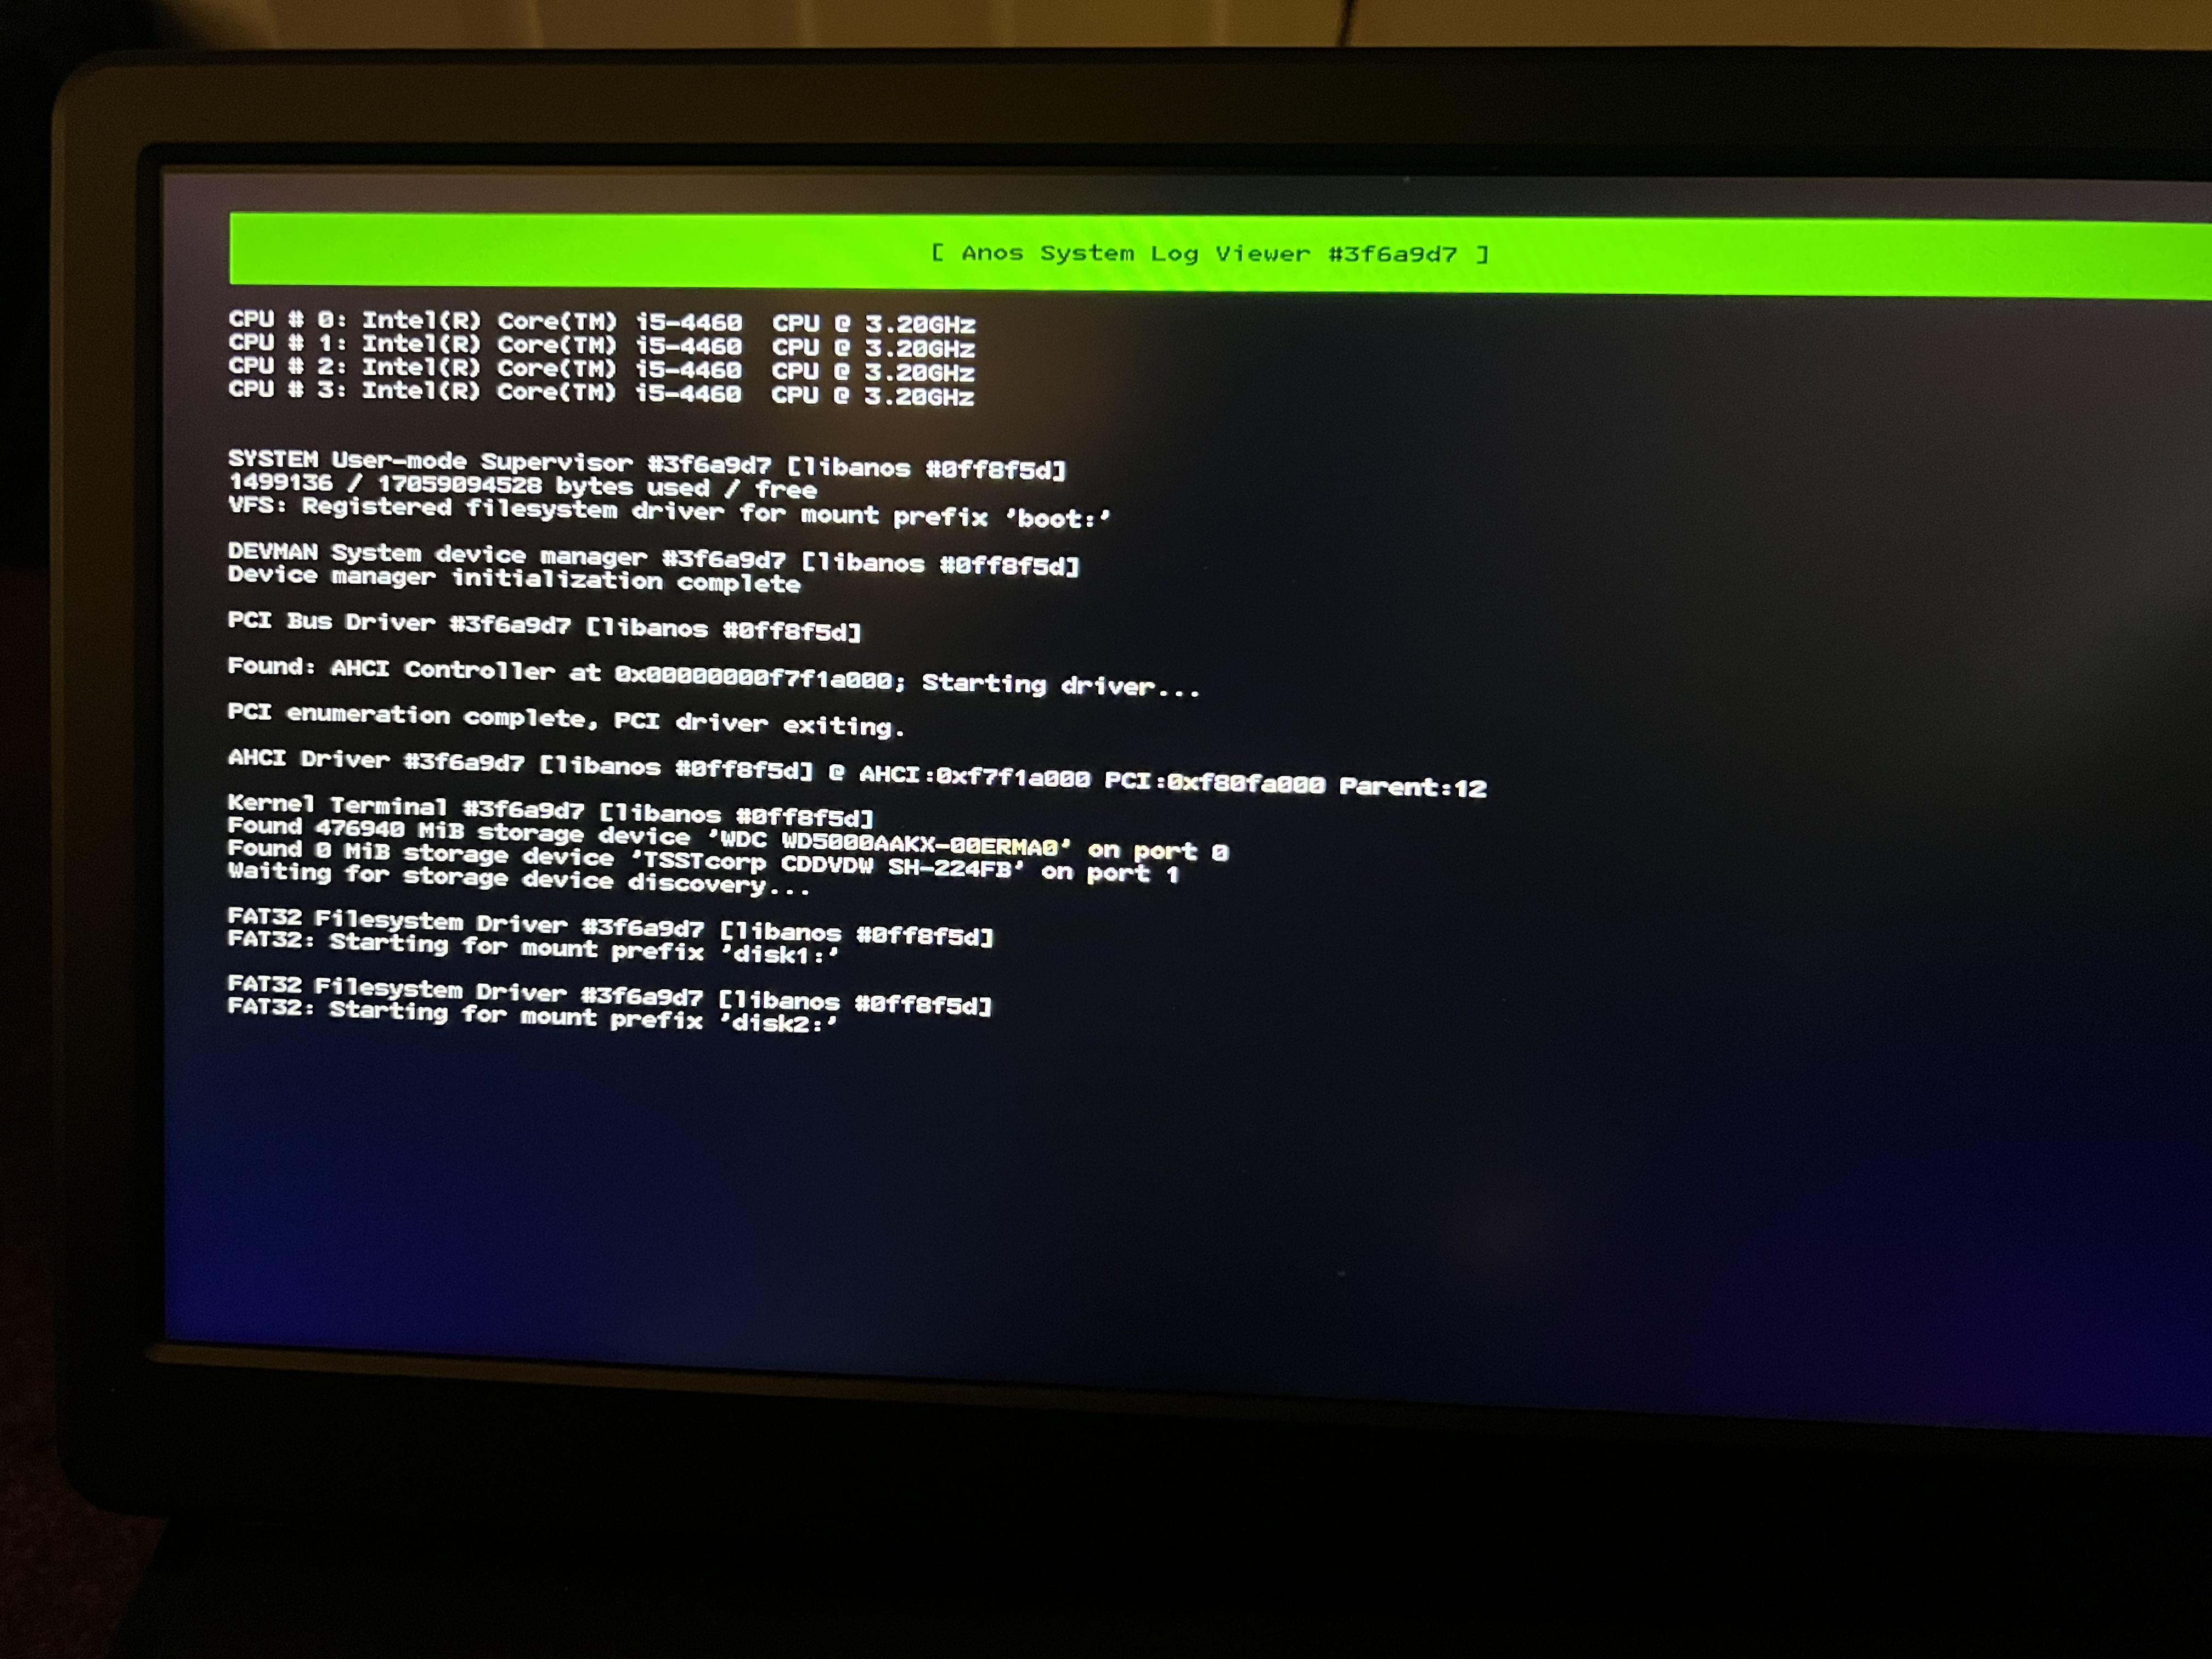 [ Anos System Log Viewer #3f6a9d7 ]
CPU # 0: Intel(R) Core(TM) i5-4460  CPU @ 3.20GHz
CPU # 1: Intel(R) Core(TM) i5-4460  CPU @ 3.20GHz
CPU # 2: Intel(R) Core(TM) i5-4460  CPU @ 3.20GHz
CPU # 3: Intel(R) Core(TM) i5-4460  CPU @ 3.20GHz
SYSTEM User-mode Supervisor #3f6a9d7 [libanos #0ff8f5d]
1499136 / 17059094528 bytes used / free
VFS: Registered filesystem driver for mount prefix 'boot:'
DEVMAN System device manager #3f6a9d7 [libanos #0ff8f5d]
Device manager initialization complete
PCI Bus Driver #3f6a9d7 [libanos #0ff8f5d]
Found: AHCI Controller at 0x00000000f7f1a000; Starting driver...
PCI enumeration complete, PCI driver exiting.
AHCI Driver #3f6a9d7 [libanos #0ff8f5d] @ AHCI:0xf7f1a000 PCI:0xf80fa000 Parent:12
Kernel Terminal #3f6a9d7 [libanos #0ff8f5d]
Found 476940 MiB storage device 'WDC WD5000AAKX-00ERMA0' on port 0
Found 0 MiB storage device 'TSSTcorp CDDVDW SH-224FB' on port 1
Waiting for storage device discovery...
FAT32 Filesystem Driver #3f6a9d7 [libanos #0ff8f5d]
FAT32: Starting for mount prefix 'disk1:'
FAT32 Filesystem Driver #3f6a9d7 [libanos #0ff8f5d]
FAT32: Starting for mount prefix 'disk2:'